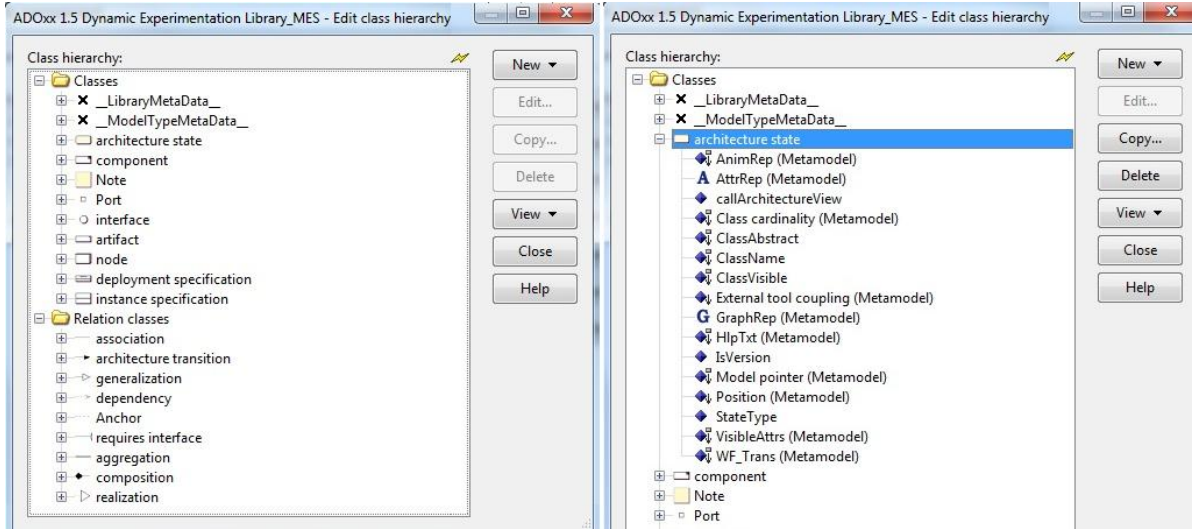 ADOxx 1.5 Dynamic Experimentation Library_MES - Edit class hierarchy
Class hierarchy:
Classes
__LibraryMetaData__
__ModelTypeMetaData__
architecture state
component
Note
Port
interface
artifact
node
deployment specification
instance specification
Relation classes
association
architecture transition
generalization
dependency
Anchor
requires interface
aggregation
composition
realization
New
Edit...
Copy...
Delete
View
Close
Help
ADOxx 1.5 Dynamic Experimentation Library_MES - Edit class hierarchy
Class hierarchy:
Classes
__LibraryMetaData_
__ModelTypeMetaData__
architecture state
AnimRep (Metamodel)
A AttrRep (Metamodel)
callArchitectureView
Class cardinality (Metamodel)
ClassAbstract
ClassName
ClassVisible
External tool coupling (Metamodel)
G GraphRep (Metamodel)
HlpTxt (Metamodel)
IsVersion
Model pointer (Metamodel)
Position (Metamodel)
StateType
VisibleAttrs (Metamodel)
WF_Trans (Metamodel)
component
Note
Port
New
Edit...
Copy...
Delete
View
Close
Help